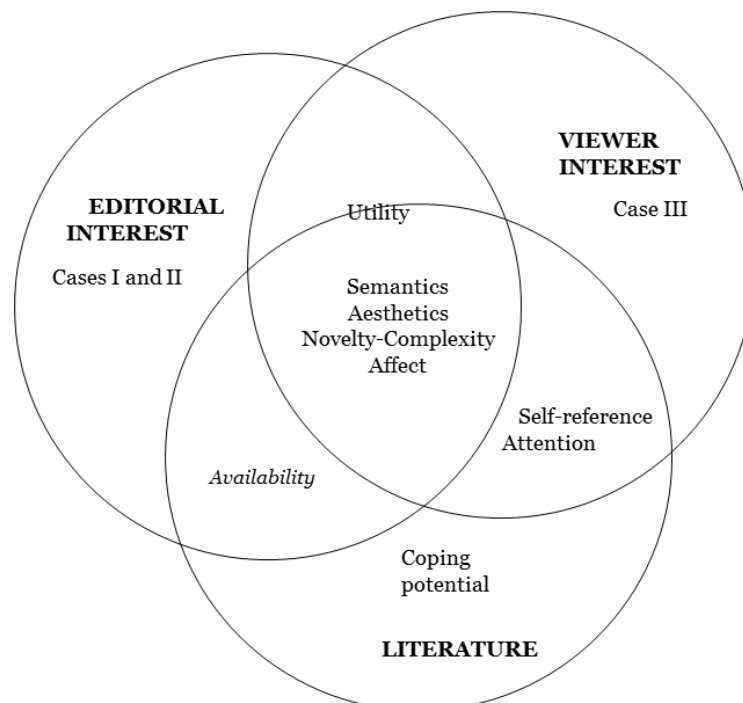 VIEWER
INTEREST
Case III
EDITORIAL
INTEREST
Cases I and II
Utility
Semantics
Aesthetics
Novelty-Complexity
Affect
Self-reference
Attention
Availability
Coping
potential
LITERATURE